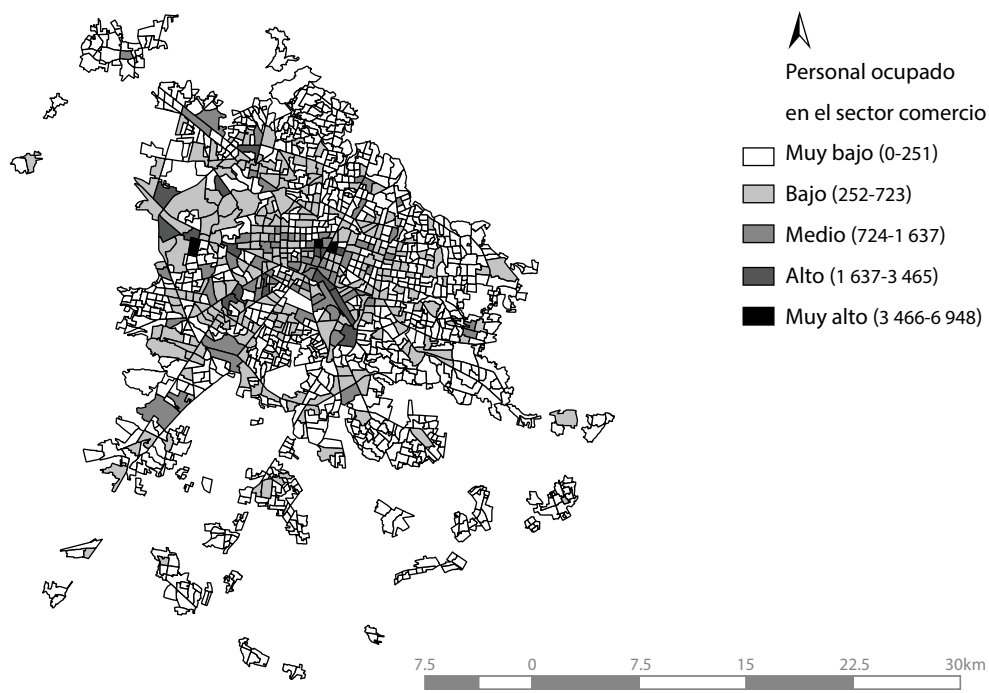 Personal ocupado
en el sector comercio
Muy bajo (0-251)
Bajo (252-723)
Medio (724-1 637)
Alto (1 637-3 465)
Muy alto (3 466-6 948)
7.5 0 7.5 15 22.5 30km